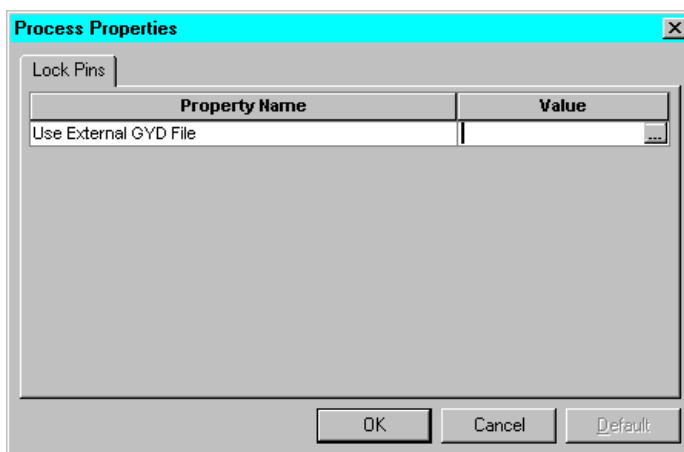 Process Properties
Lock Pins
Property Name Value
Use External GYD File ...
OK Cancel Default